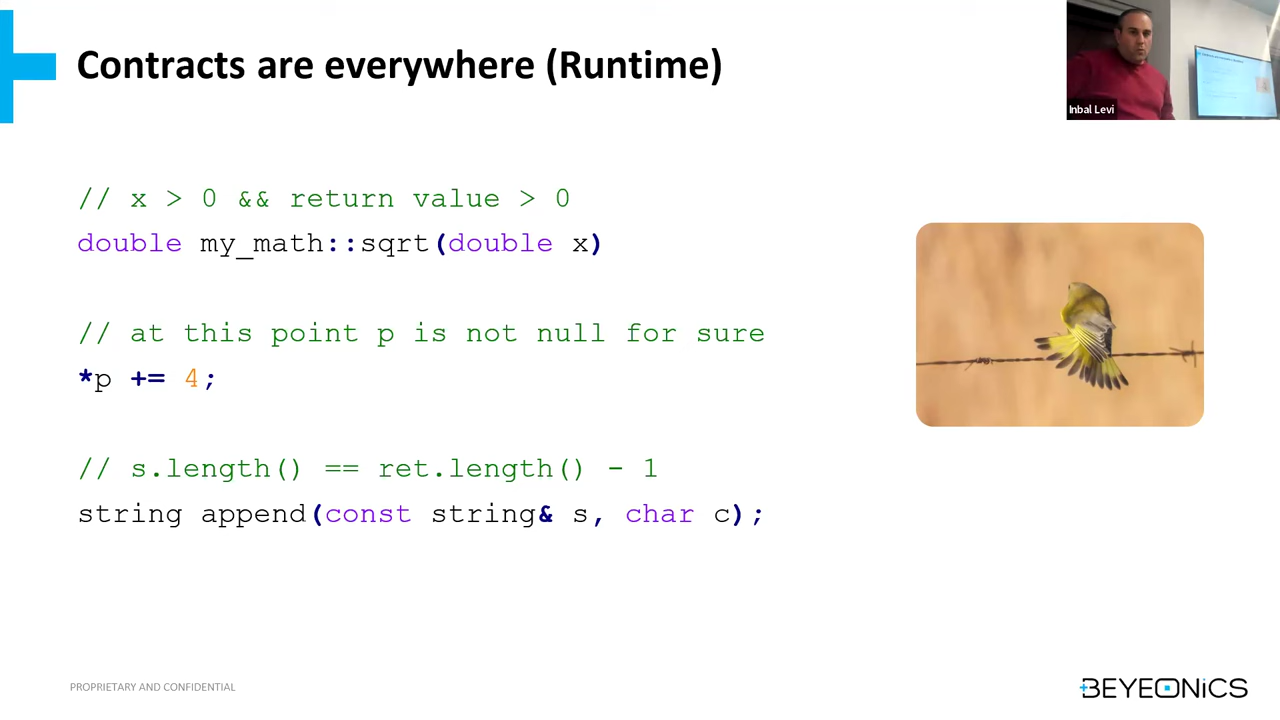 Contracts are everywhere (Runtime)
Inbal Levi
// x > 0 && return value > 0
double my_math::sqrt(double x)
// at this point p is not null for sure
*p += 4;
// s.length() == ret.length() - 1
string append(const string& s, char c);
PROPRIETARY AND CONFIDENTIAL
BEYEONiCS